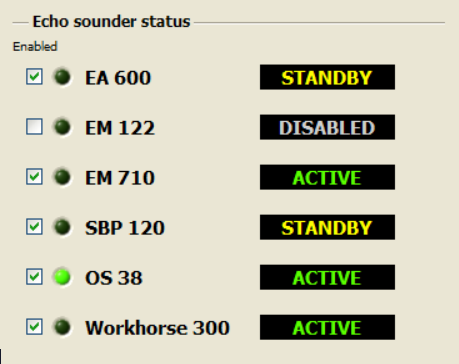 Echo sounder status
Enabled
EA 600 STANDBY
EM 122 DISABLED
EM 710 ACTIVE
SBP 120 STANDBY
OS 38 ACTIVE
Workhorse 300 ACTIVE